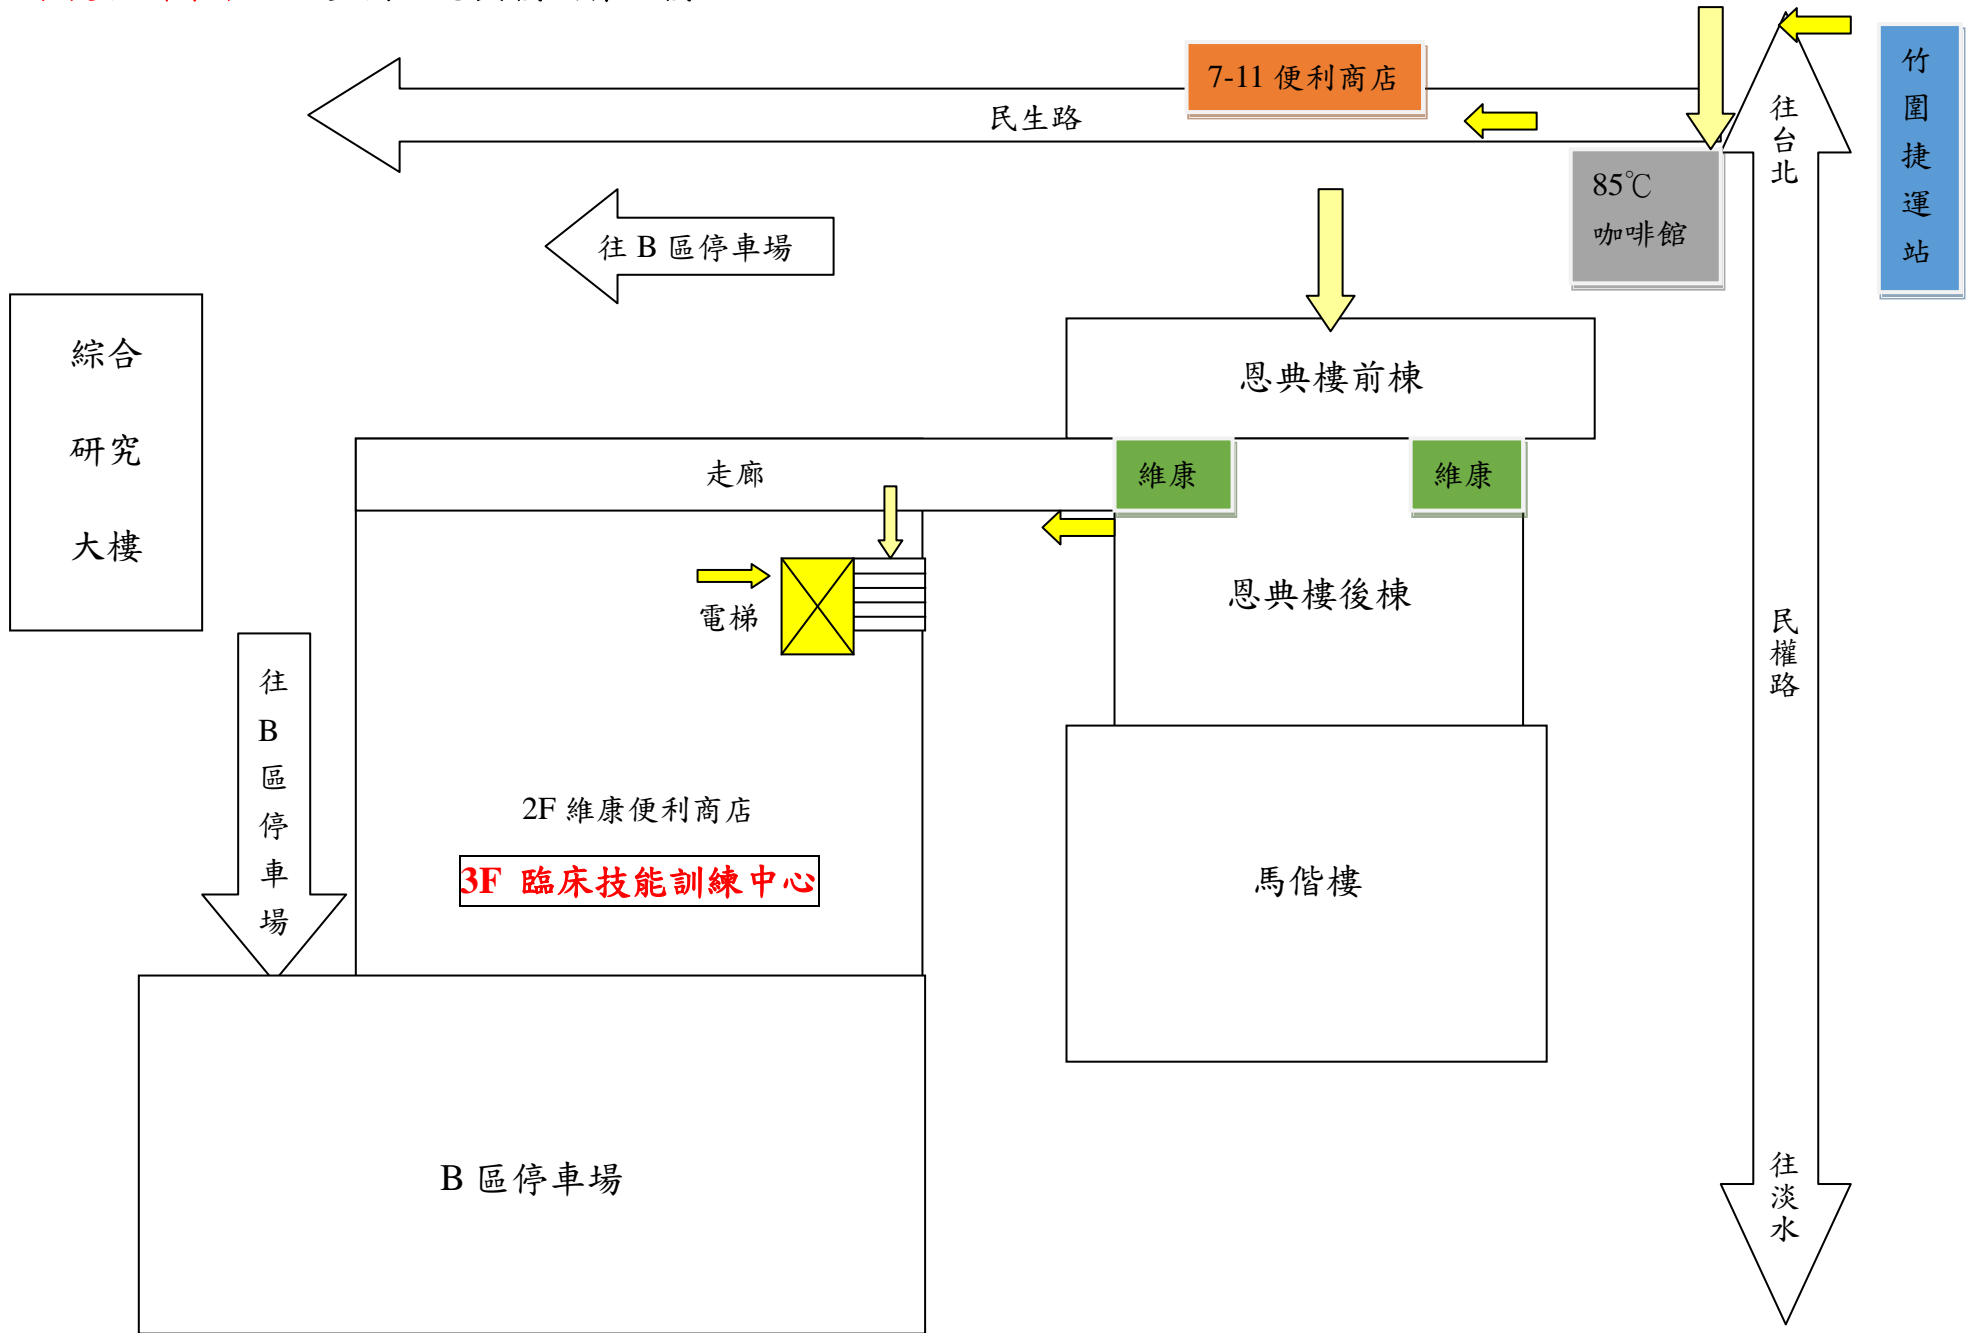 7-11 便利商店
民生路
往台北
竹圍捷運站
85℃
咖啡館
往 B 區停車場
綜合
研究
大樓
恩典樓前棟
走廊
維康
維康
電梯
恩典樓後棟
民權路
往B區停車場
2F 維康便利商店
3F 臨床技能訓練中心
馬偕樓
B 區停車場
往淡水